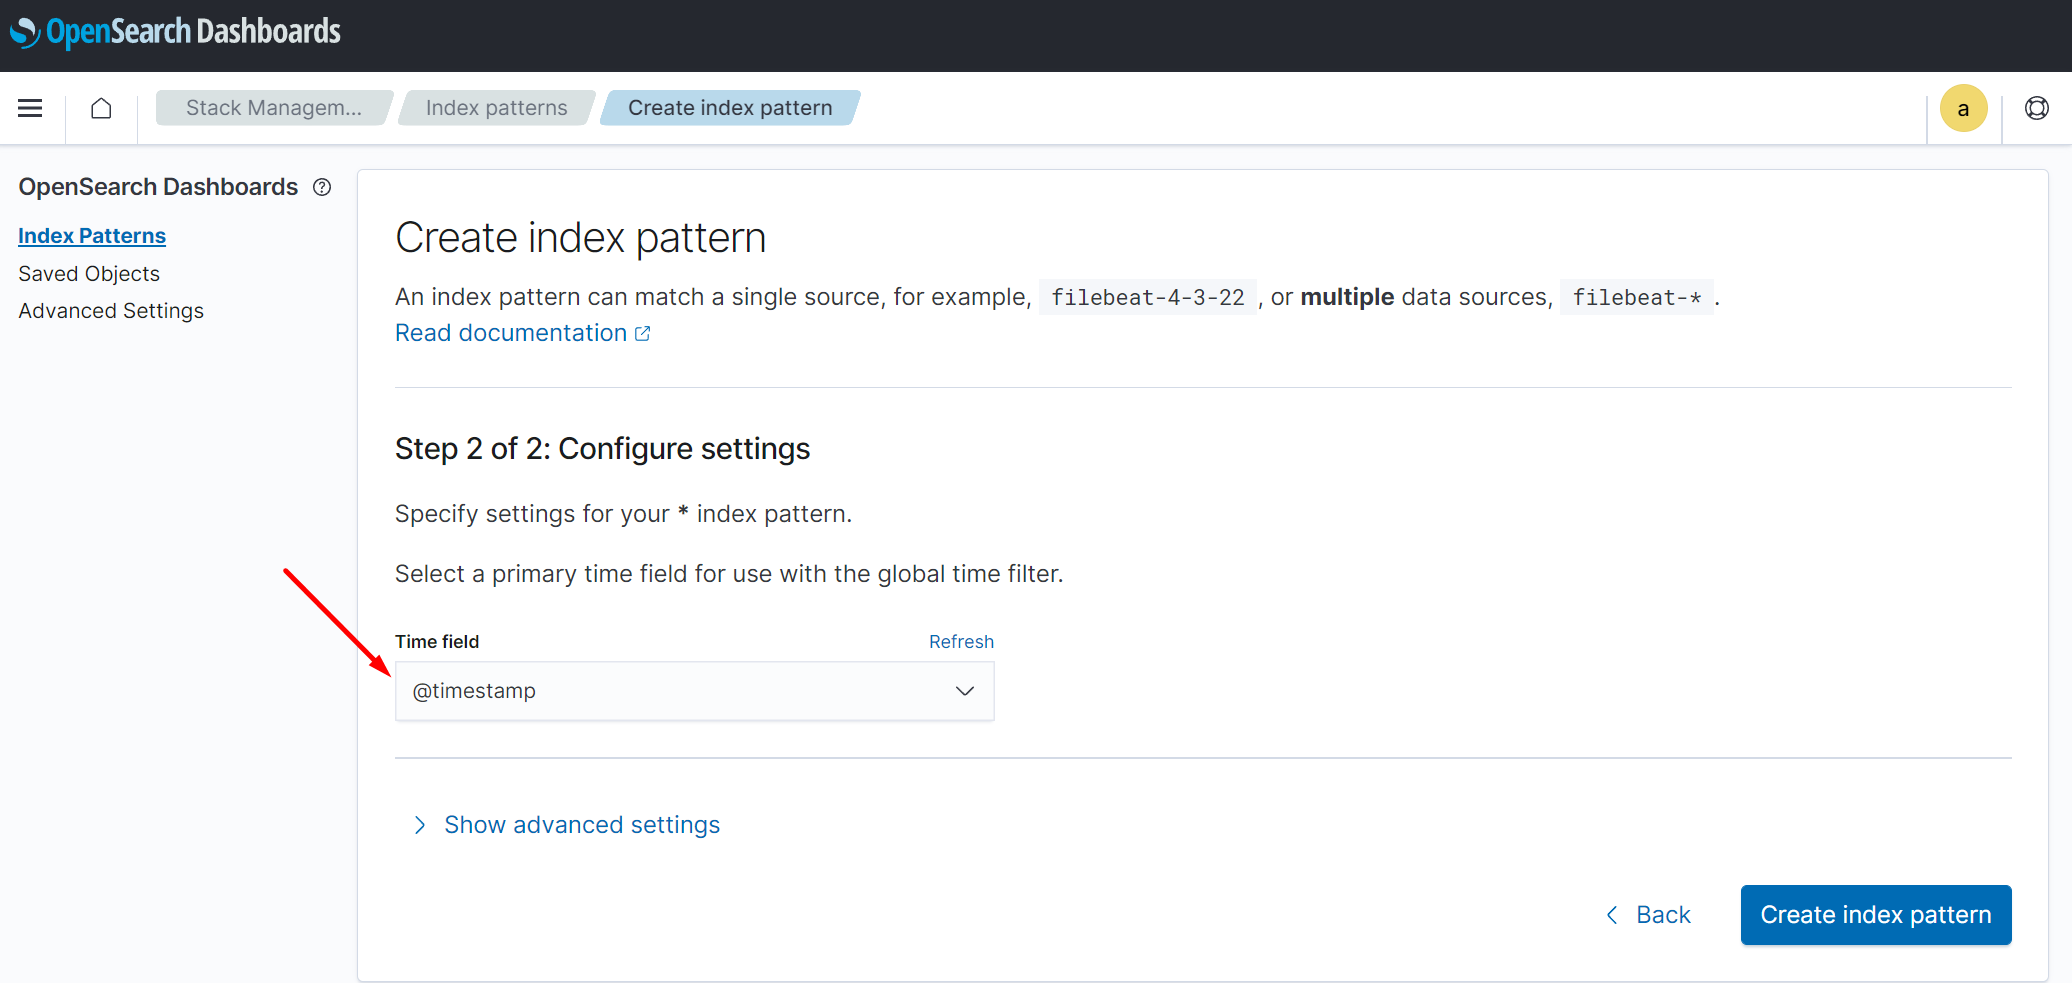 OpenSearch Dashboards
Stack Managem...
Index patterns
Create index pattern
a
OpenSearch Dashboards
Index Patterns
Saved Objects
Advanced Settings
Create index pattern
An index pattern can match a single source, for example, filebeat-4-3-22 , or multiple data sources, filebeat-* .
Read documentation
Step 2 of 2: Configure settings
Specify settings for your * index pattern.
Select a primary time field for use with the global time filter.
Time field
Refresh
@timestamp
Show advanced settings
Back
Create index pattern